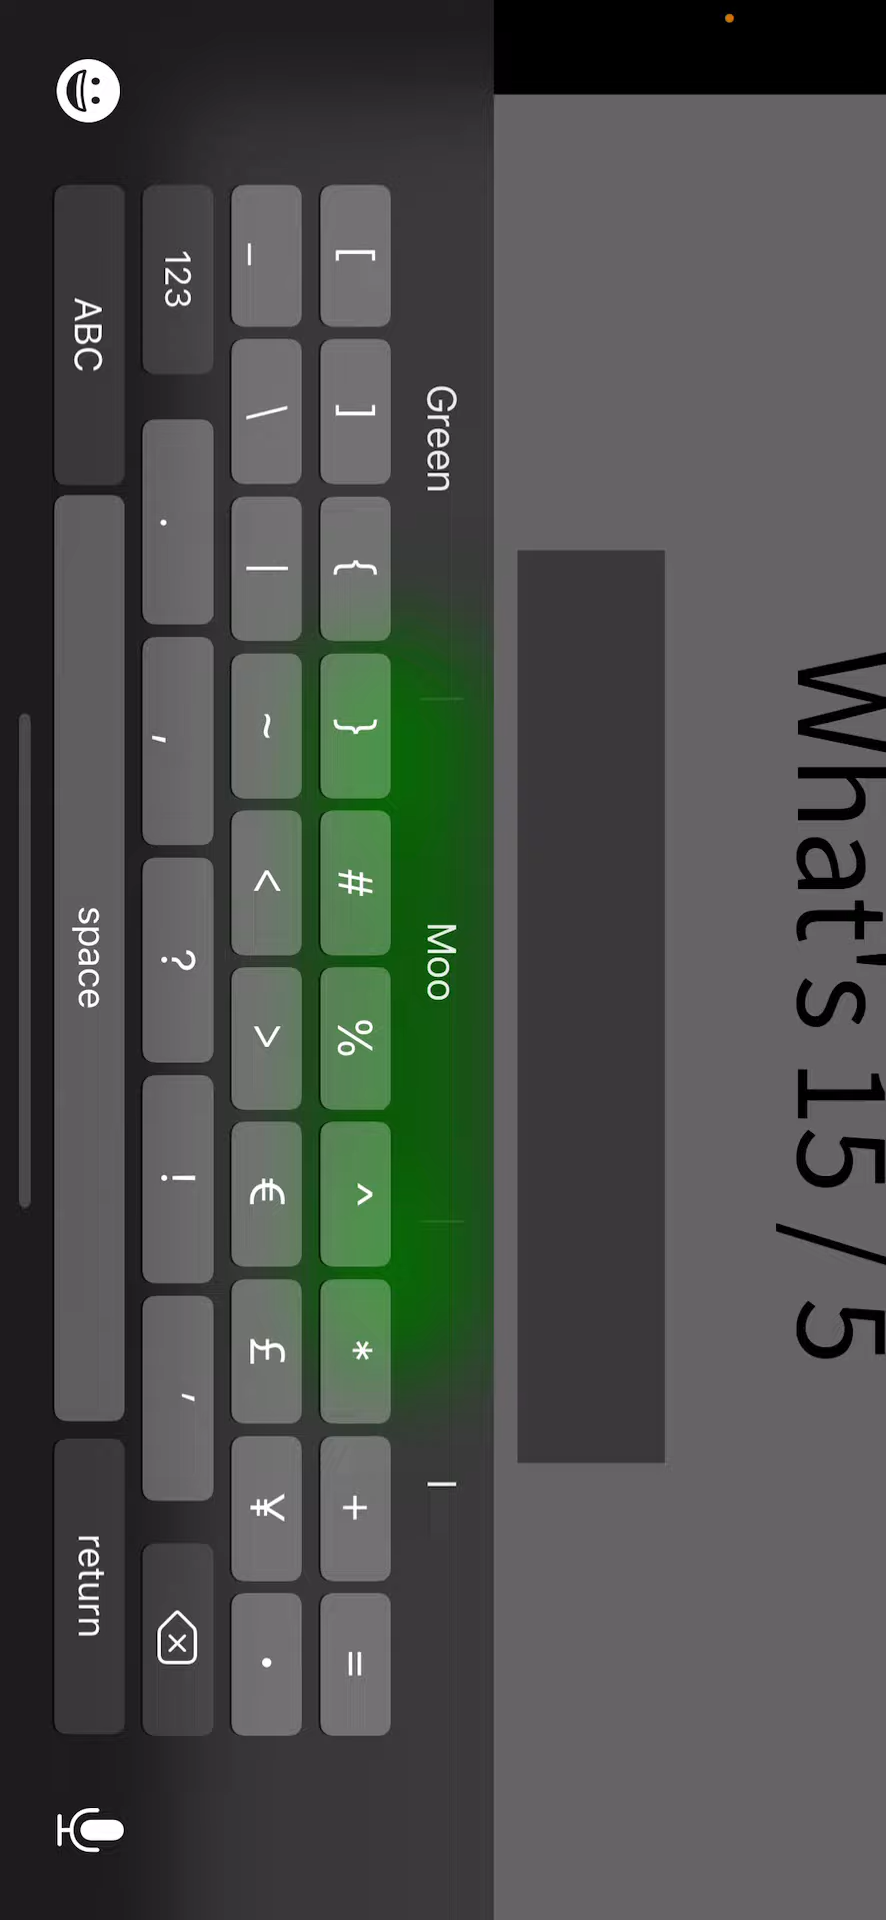 What's 15/5
Green Moo I
[ ] { } # % ^ * + =
_ \ | ~ < > € £ ¥ •
123 . , ? ! '
ABC space return